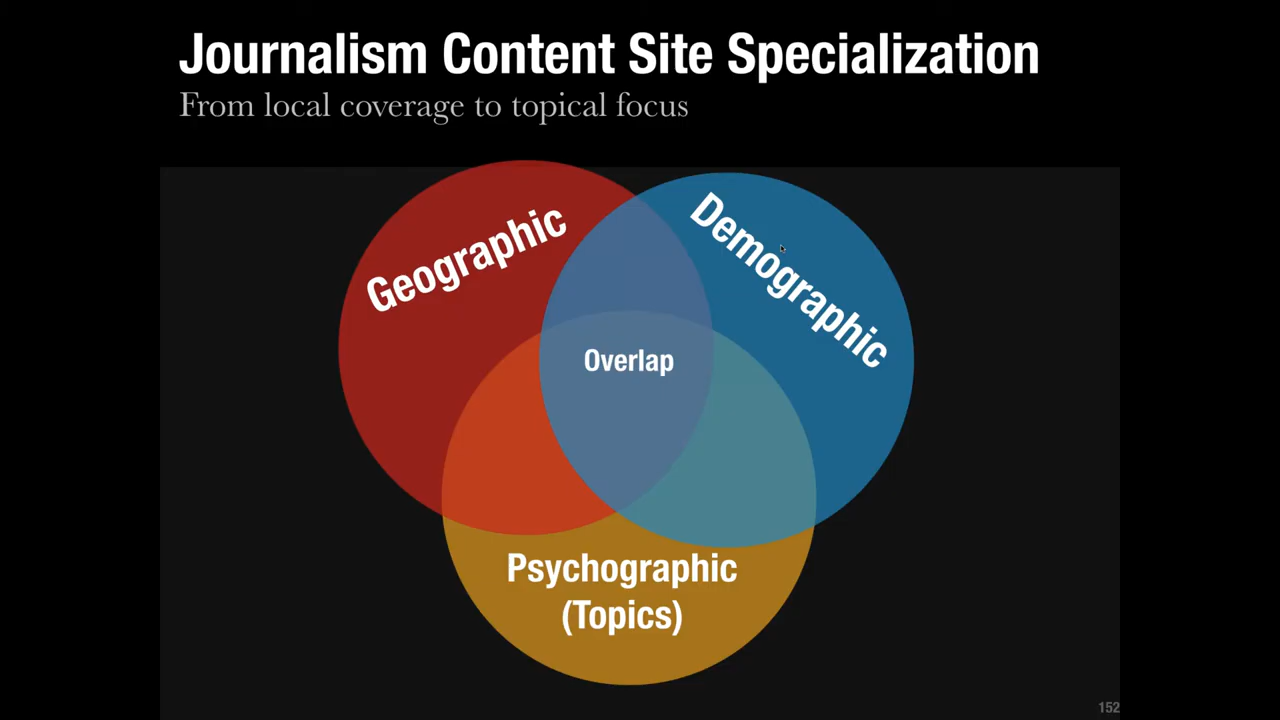 Journalism Content Site Specialization
From local coverage to topical focus
Geographic
Demographic
Overlap
Psychographic
(Topics)
152